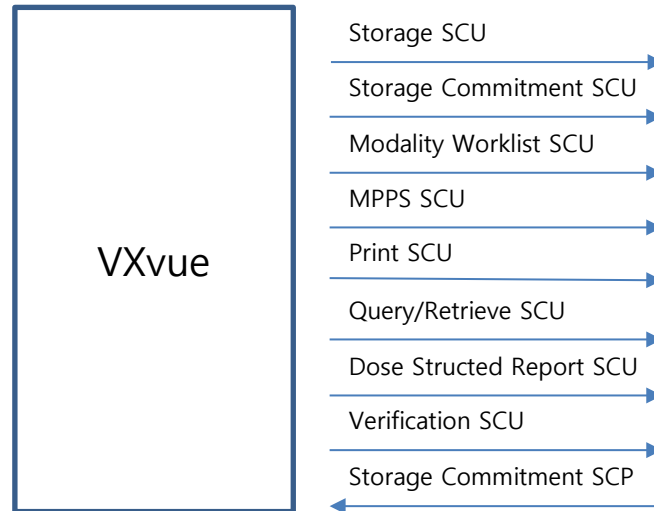 VXvue
Storage SCU
Storage Commitment SCU
Modality Worklist SCU
MPPS SCU
Print SCU
Query/Retrieve SCU
Dose Structed Report SCU
Verification SCU
Storage Commitment SCP